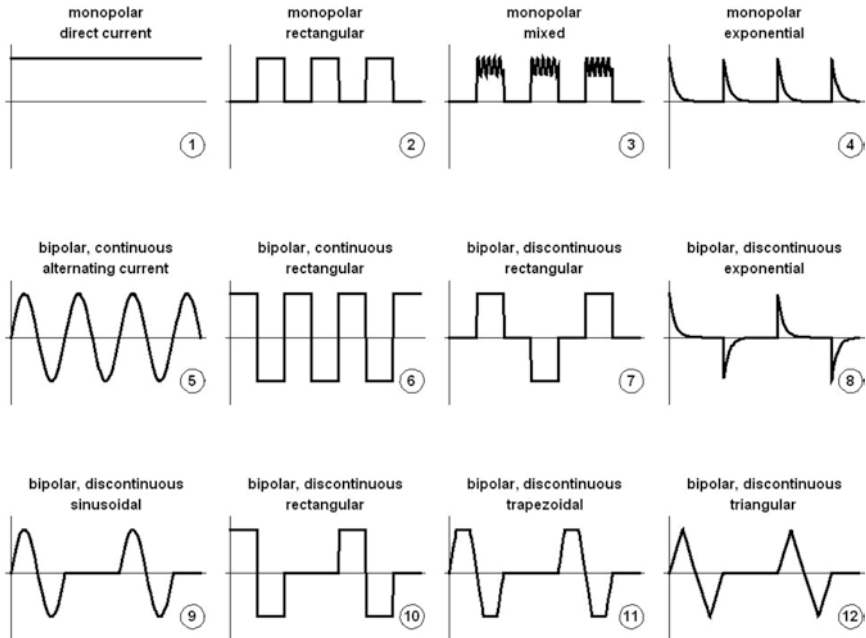 monopolar
direct current
1
monopolar
rectangular
2
monopolar
mixed
3
monopolar
exponential
4
bipolar, continuous
alternating current
5
bipolar, continuous
rectangular
6
bipolar, discontinuous
rectangular
7
bipolar, discontinuous
exponential
8
bipolar, discontinuous
sinusoidal
9
bipolar, discontinuous
rectangular
10
bipolar, discontinuous
trapezoidal
11
bipolar, discontinuous
triangular
12